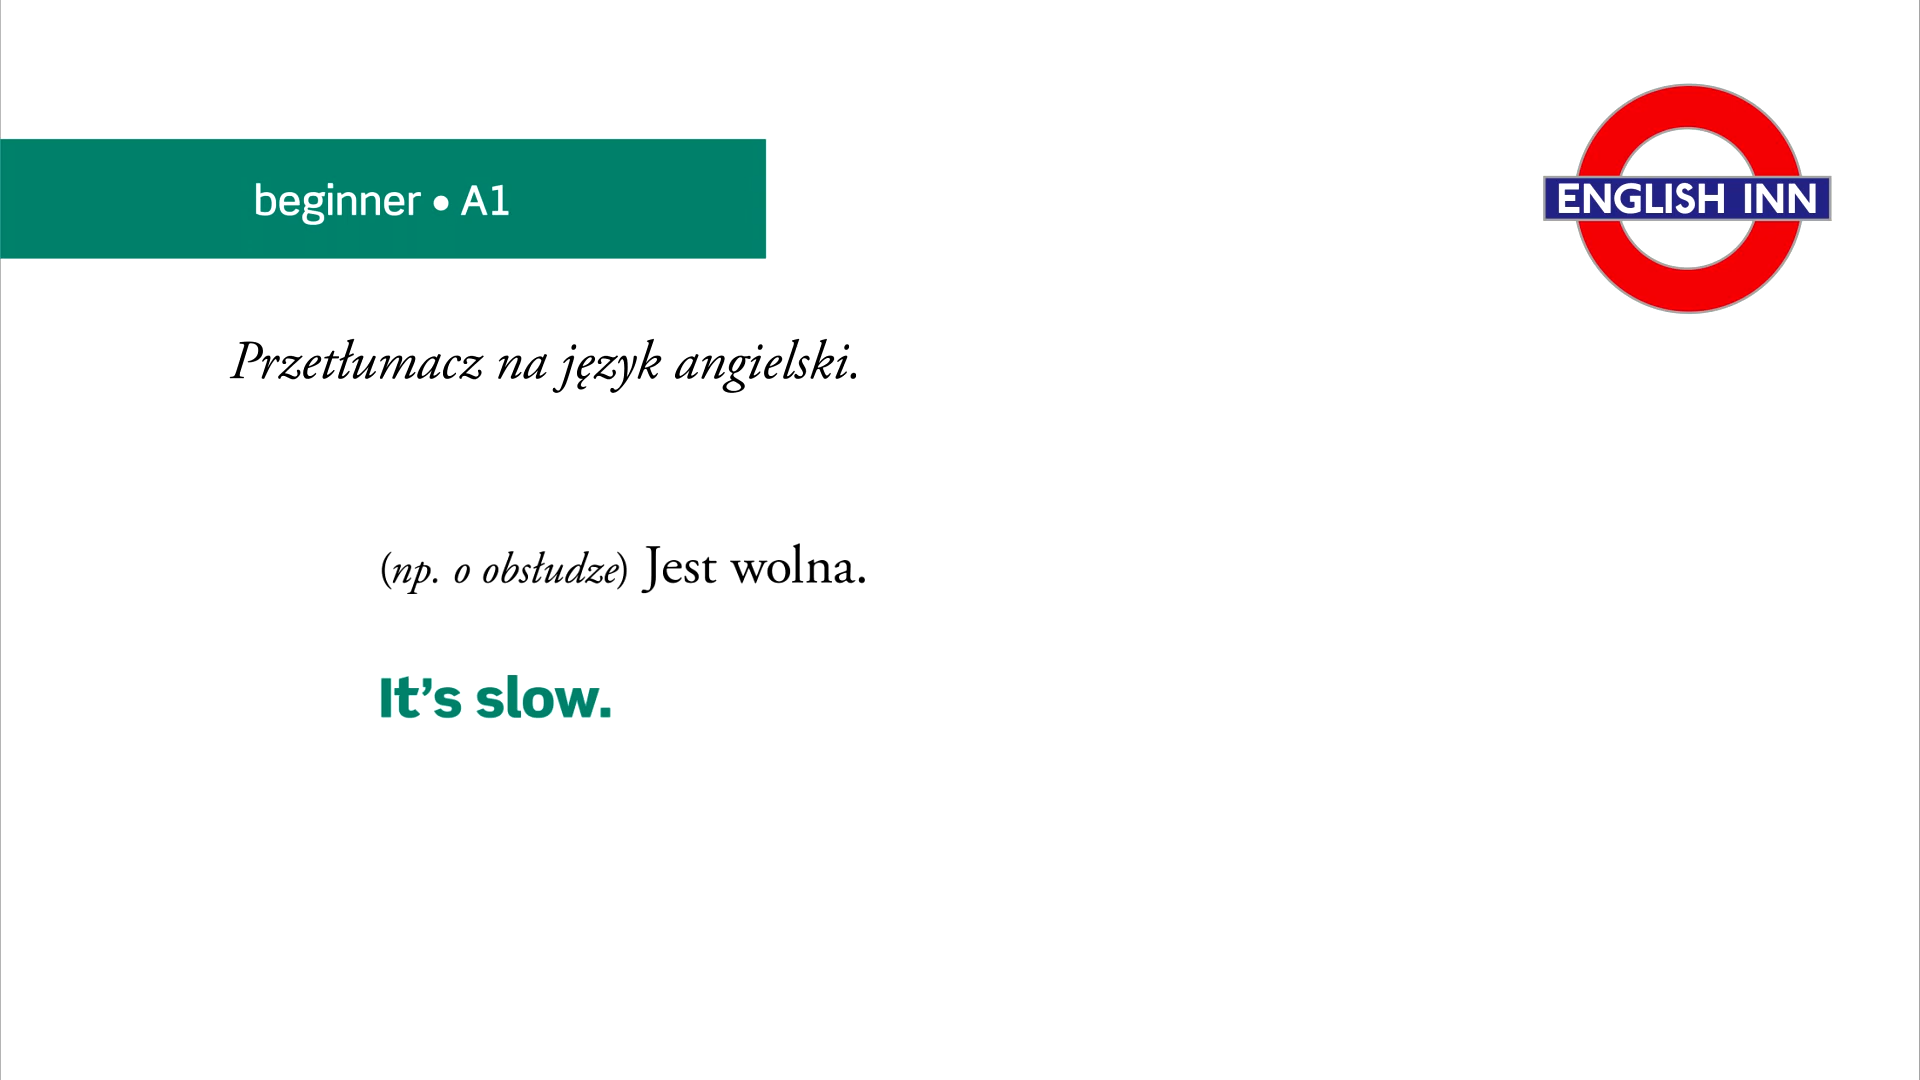 beginner • A1
ENGLISH INN
Przetłumacz na język angielski.
(np. o obsłudze) Jest wolna.
It’s slow.